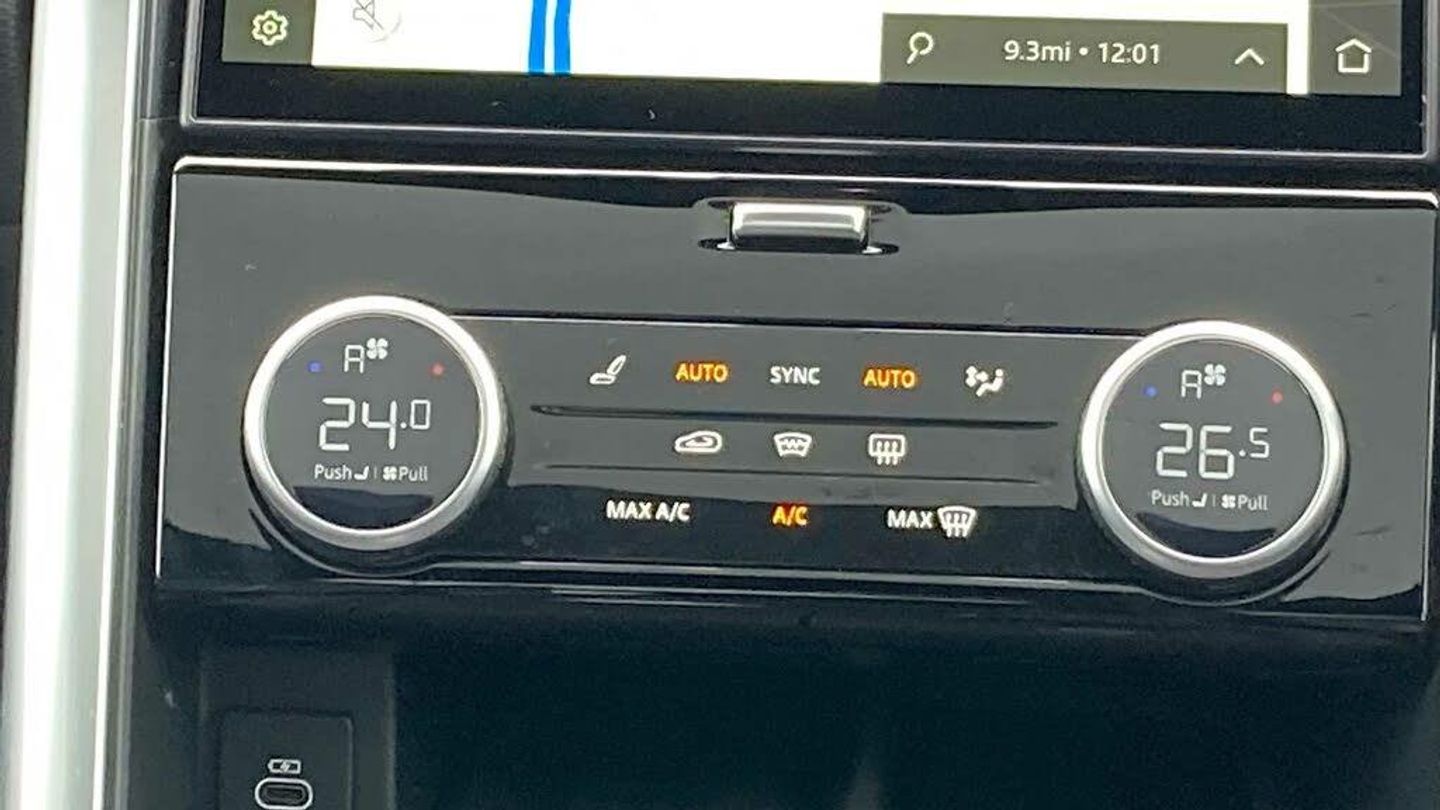 9.3mi • 12:01
A
24.0
Push | Pull
AUTO SYNC AUTO
MAX A/C A/C MAX
A
26.5
Push | Pull